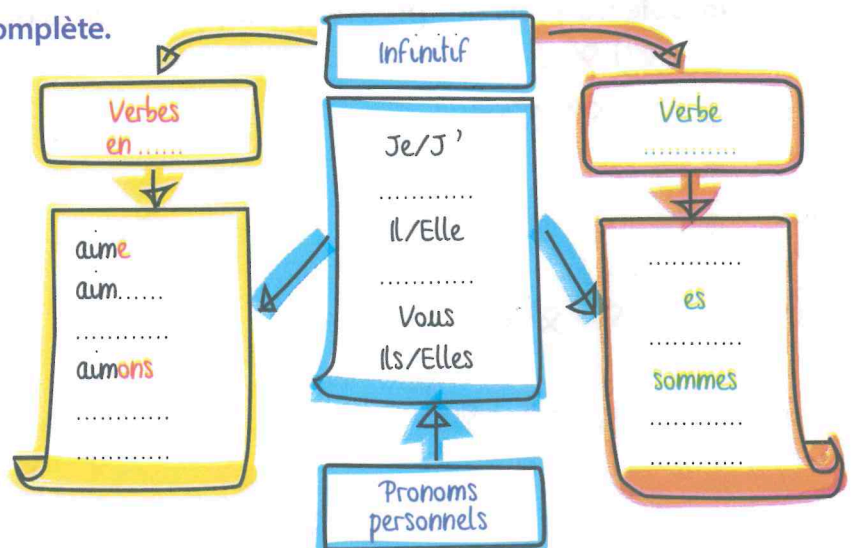 omplète.
Infinitif
Verbes
en ......
Verbe
............
Je/J'
............
Il/Elle
............
Vous
Ils/Elles
aime
aim......
............
aimons
............
............
............
es
............
sommes
............
............
Pronoms
personnels